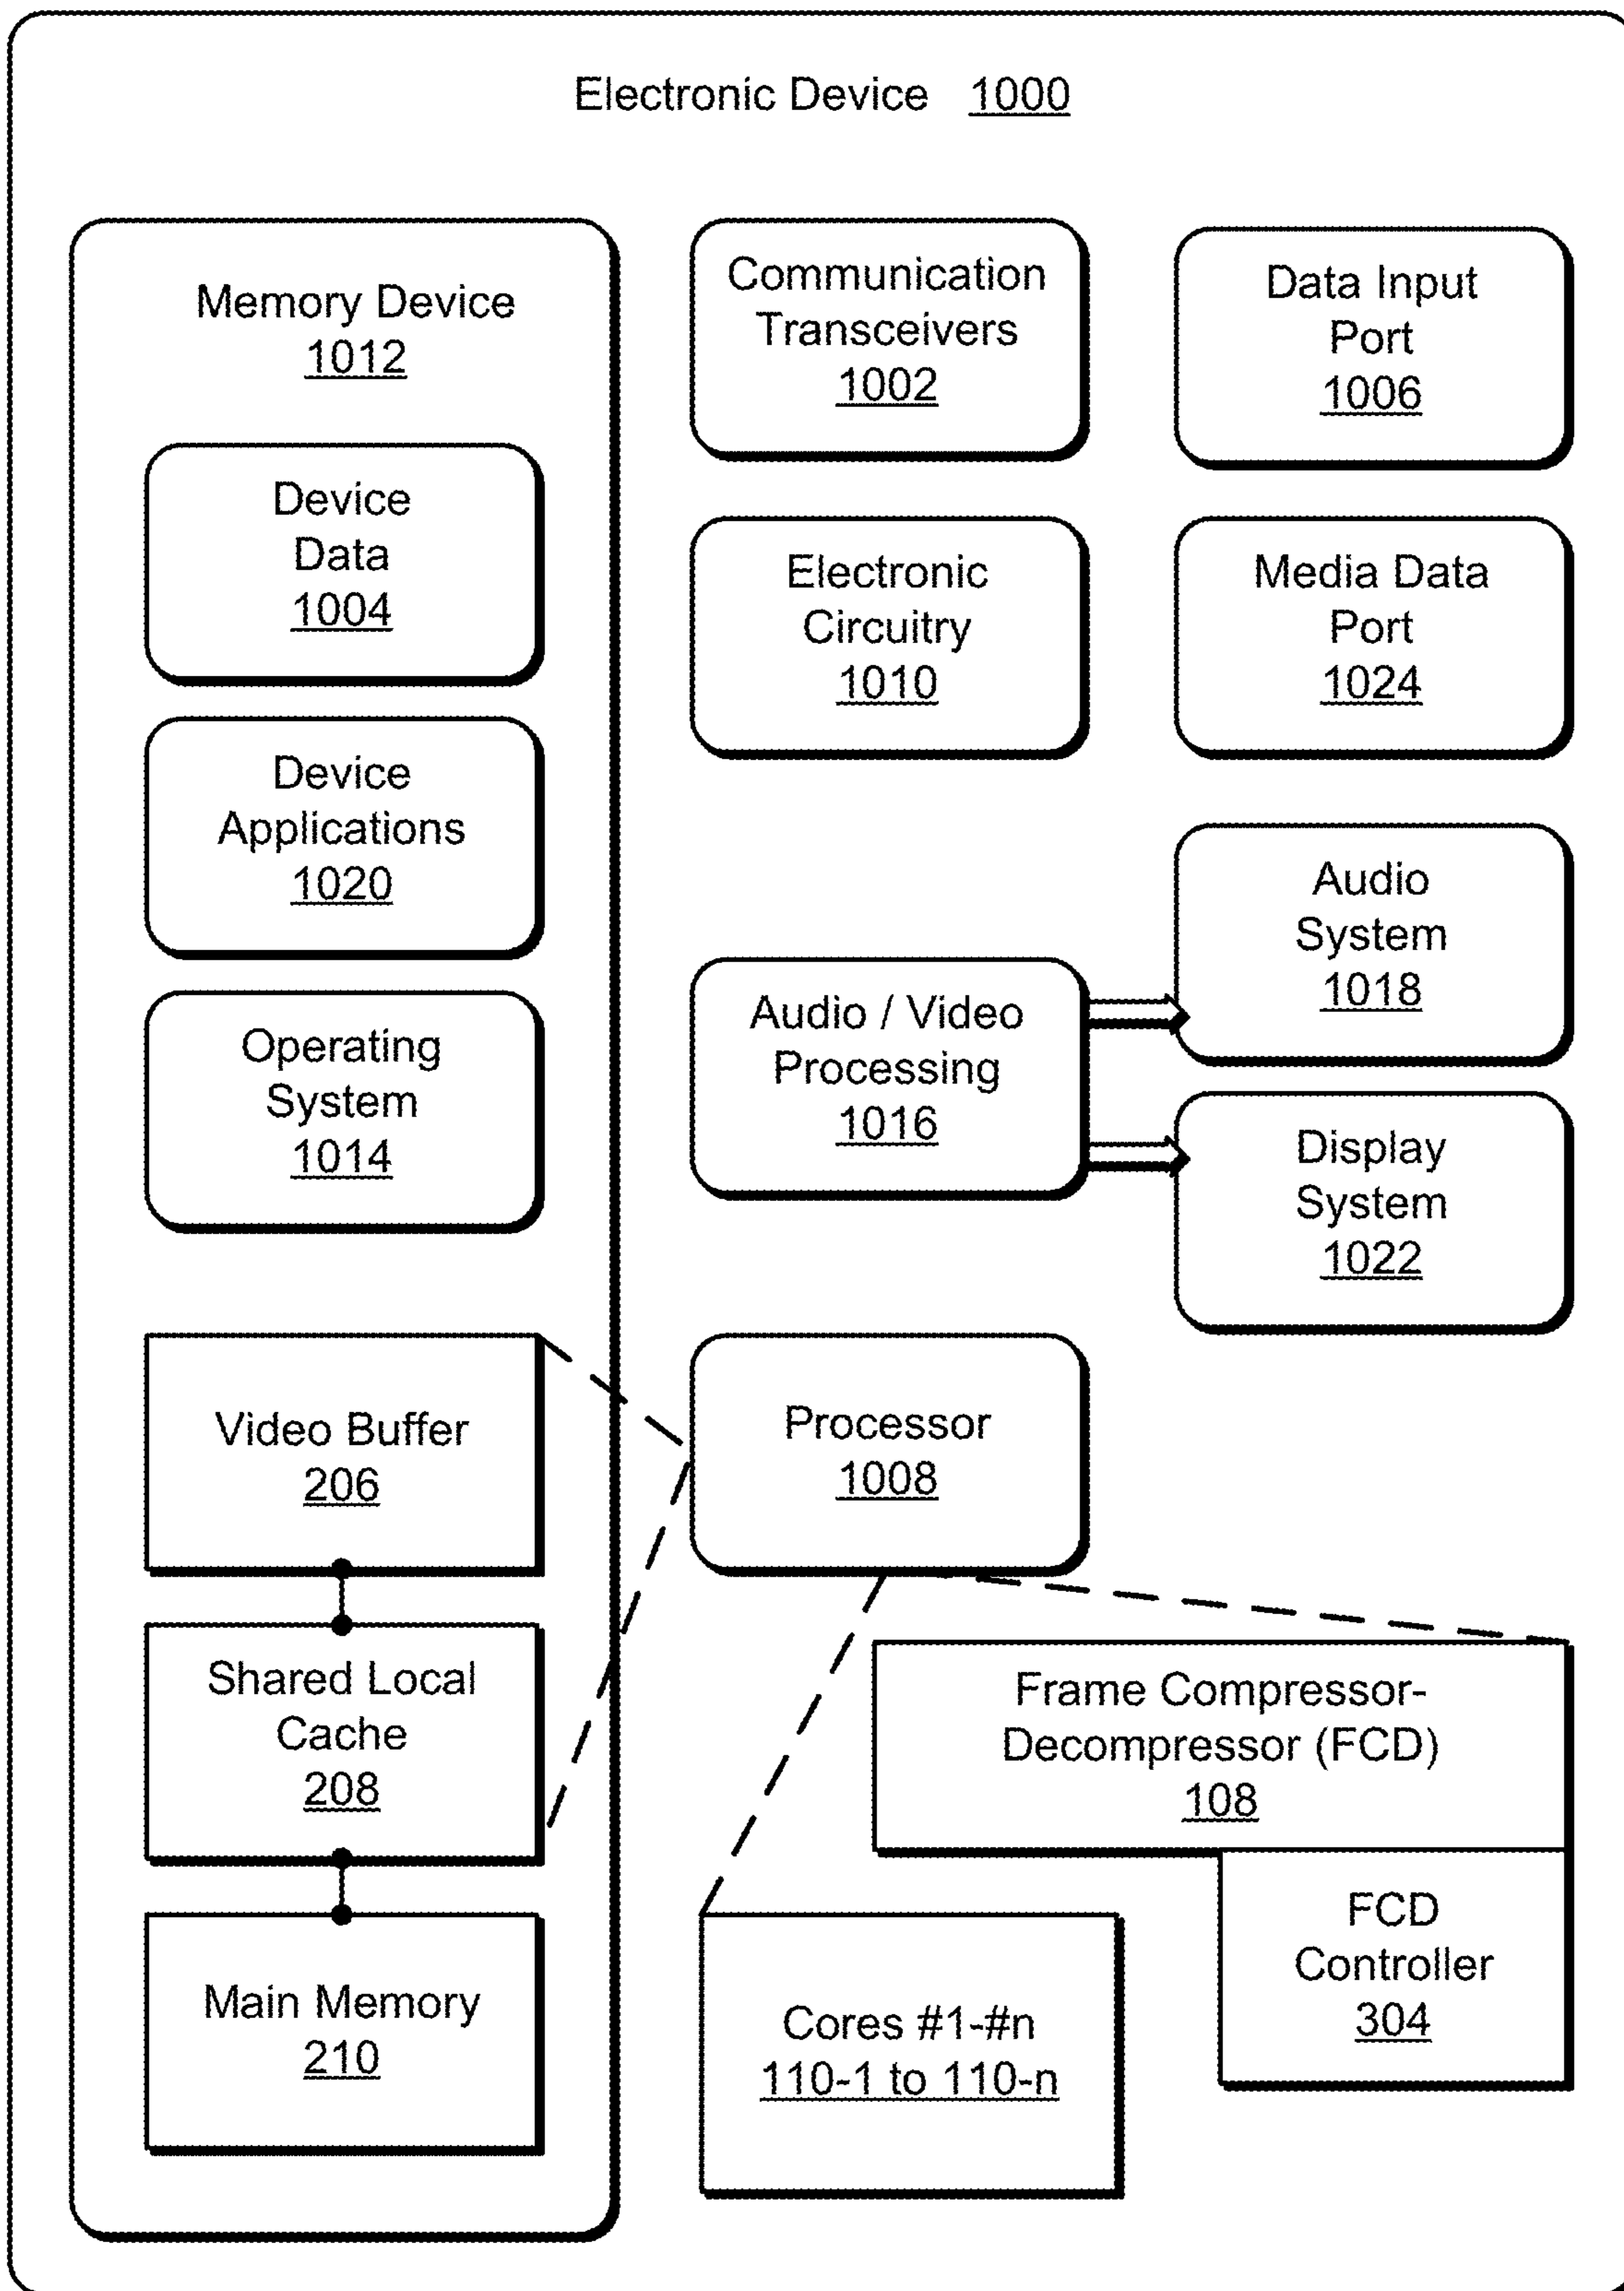 Electronic Device 1000
Memory Device
1012
Device
Data
1004
Device
Applications
1020
Operating
System
1014
Video Buffer
206
Shared Local
Cache
208
Main Memory
210
Communication
Transceivers
1002
Data Input
Port
1006
Electronic
Circuitry
1010
Media Data
Port
1024
Audio / Video
Processing
1016
Audio
System
1018
Display
System
1022
Processor
1008
Frame Compressor-
Decompressor (FCD)
108
FCD
Controller
304
Cores #1-#n
110-1 to 110-n